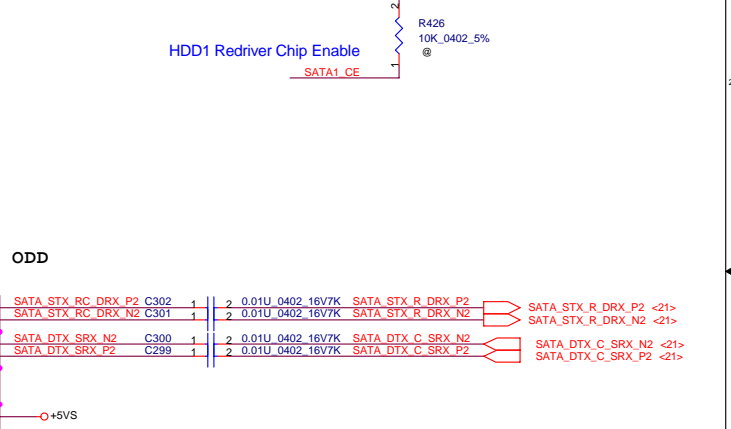 2
R426
10K_0402_5%
@
HDD1 Redriver Chip Enable
1
SATA1_CE
2
ODD
SATA_STX_RC_DRX_P2 C302 1 2 0.01U_0402_16V7K SATA_STX_R_DRX_P2
SATA_STX_R_DRX_P2 <21>
SATA_STX_RC_DRX_N2 C301 1 2 0.01U_0402_16V7K SATA_STX_R_DRX_N2
SATA_STX_R_DRX_N2 <21>
SATA_DTX_SRX_N2 C300 1 2 0.01U_0402_16V7K SATA_DTX_C_SRX_N2
SATA_DTX_C_SRX_N2 <21>
SATA_DTX_SRX_P2 C299 1 2 0.01U_0402_16V7K SATA_DTX_C_SRX_P2
SATA_DTX_C_SRX_P2 <21>
+5VS